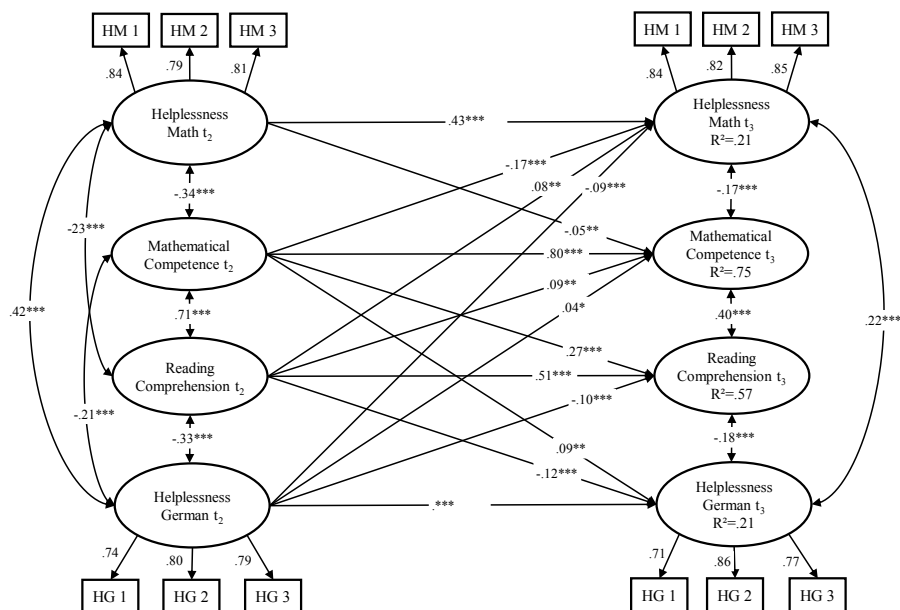 HM 1 HM 2 HM 3 HM 1 HM 2 HM 3
.84 .79 .81 .84 .82 .85
Helplessness
Math t₂
Helplessness
Math t₃
R²=.21
.43***
-.17***
.08**
-.09***
-.34***
-.17***
-23***
-.05**
Mathematical
Competence t₂
.80***
Mathematical
Competence t₃
R²=.75
.09**
.04*
.42***
.71***
.40***
.22***
.27***
Reading
Comprehension t₂
.51***
Reading
Comprehension t₃
R²=.57
-.10***
-.21***
-.33***
-.18***
.09**
-.12***
Helplessness
German t₂
.***
Helplessness
German t₃
R²=.21
.74 .80 .79 .71 .86 .77
HG 1 HG 2 HG 3 HG 1 HG 2 HG 3